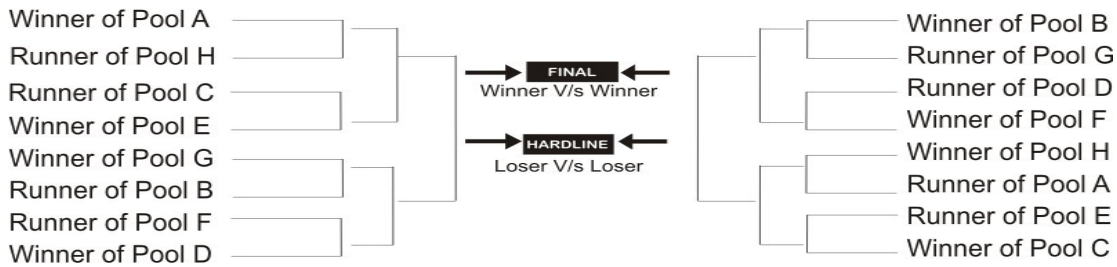 Winner of Pool A
Runner of Pool H
Runner of Pool C
Winner of Pool E
Winner of Pool G
Runner of Pool B
Runner of Pool F
Winner of Pool D
FINAL
Winner V/s Winner
HARDLINE
Loser V/s Loser
Winner of Pool B
Runner of Pool G
Runner of Pool D
Winner of Pool F
Winner of Pool H
Runner of Pool A
Runner of Pool E
Winner of Pool C